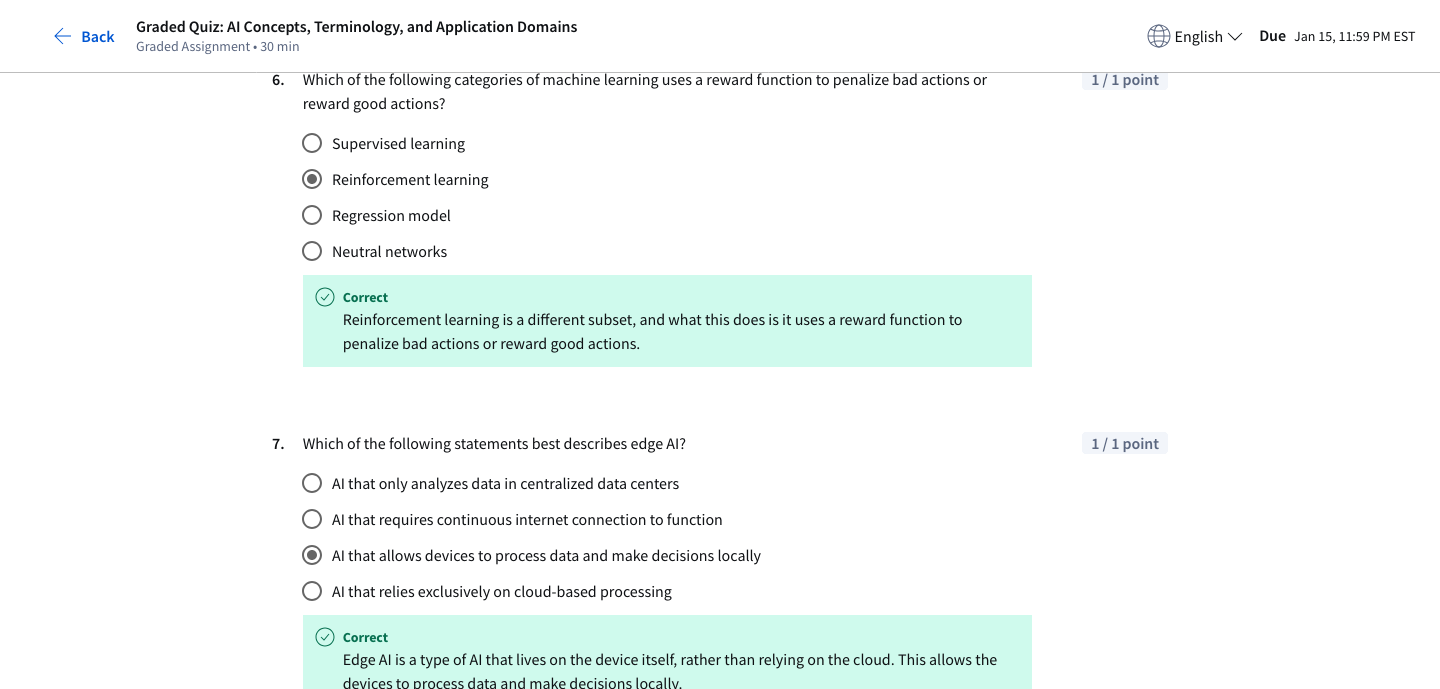 Back
Graded Quiz: AI Concepts, Terminology, and Application Domains
Graded Assignment • 30 min
English
Due Jan 15, 11:59 PM EST
6. Which of the following categories of machine learning uses a reward function to penalize bad actions or
reward good actions?
1 / 1 point
Supervised learning
Reinforcement learning
Regression model
Neutral networks
Correct
Reinforcement learning is a different subset, and what this does is it uses a reward function to
penalize bad actions or reward good actions.
7. Which of the following statements best describes edge AI?
1 / 1 point
AI that only analyzes data in centralized data centers
AI that requires continuous internet connection to function
AI that allows devices to process data and make decisions locally
AI that relies exclusively on cloud-based processing
Correct
Edge AI is a type of AI that lives on the device itself, rather than relying on the cloud. This allows the
devices to process data and make decisions locally.